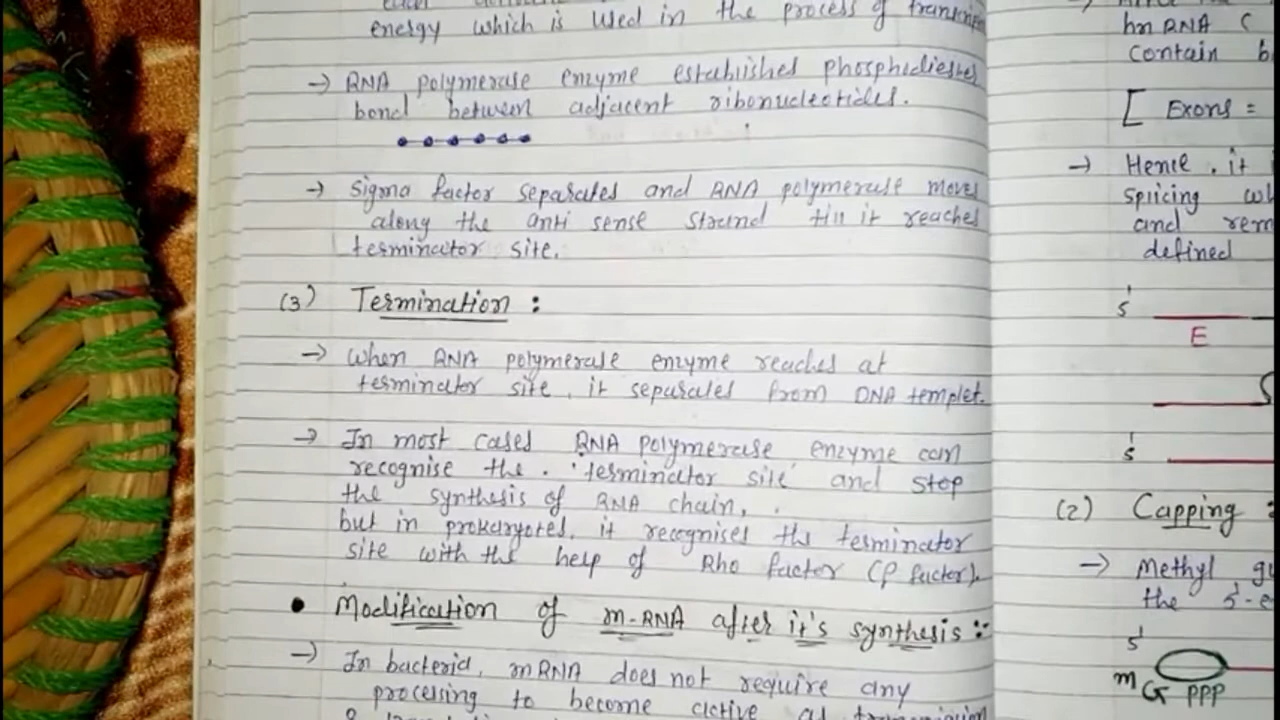 energy which is used in the process of
→ RNA polymerase enzyme established phosphodiester
bond between adjacent ribonucleotides.
→ Sigma factor separates and RNA polymerase moves
along the anti sense strand till it reaches
terminator site.
(3) Termination :
→ When RNA polymerase enzyme reaches at
terminator site, it separates from DNA templet.
→ In most cases RNA polymerase enzyme can
recognise the 'terminator site' and stop
the synthesis of RNA chain,
but in prokaryotes, it recognises the terminator
site with the help of Rho factor (ρ factor).
• Modification of m-RNA after it's synthesis :-
→ In bacteria, mRNA does not require any
processing to become active as
hn RNA (
contain
[ Exons =
→ Hence, it
splicing
and
defined
5'
E
5'
(2) Capping :
→ Methyl
the 5'-
5'
mG PPP